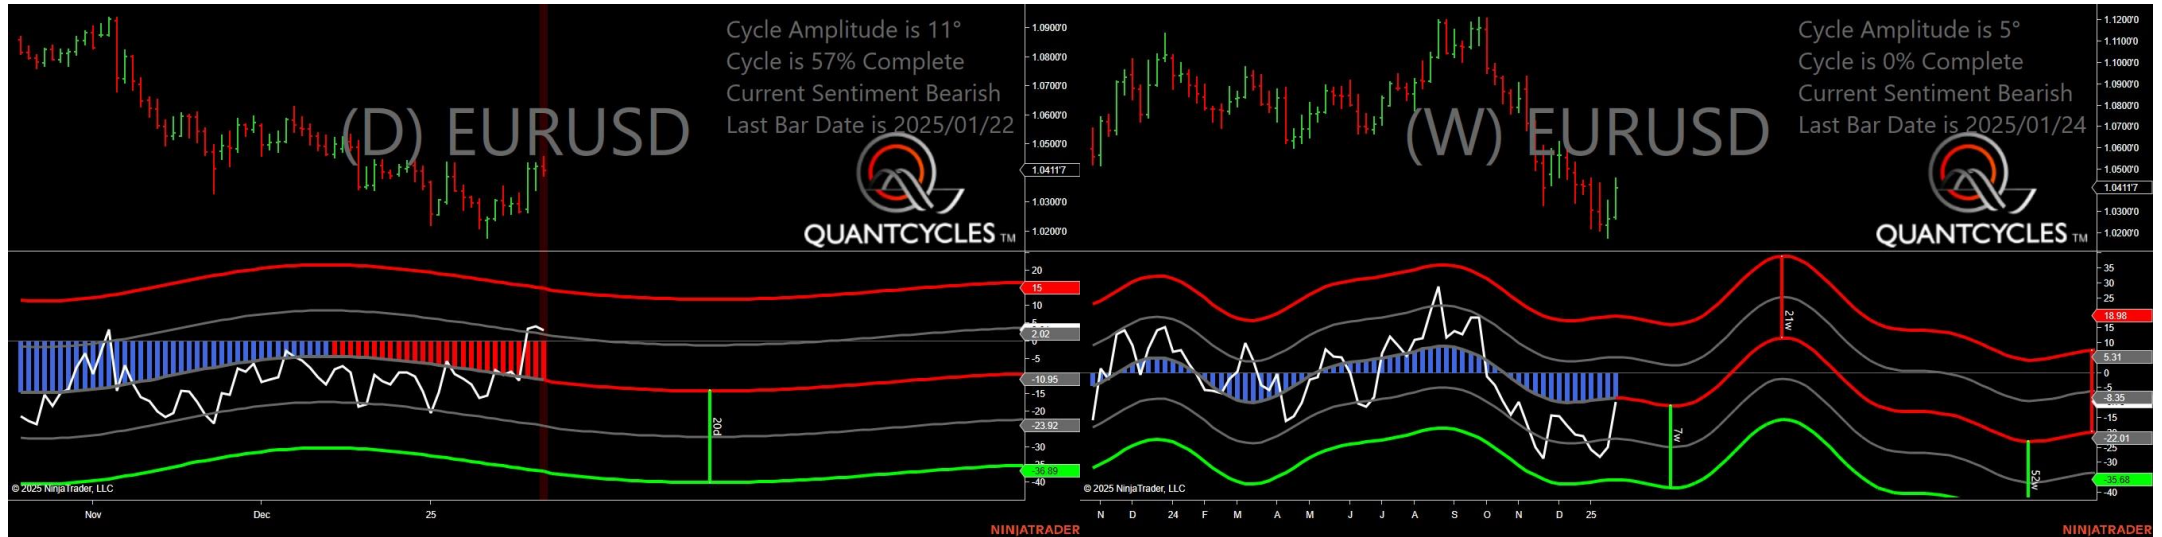 (D) EURUSD
Cycle Amplitude is 11°
Cycle is 57% Complete
Current Sentiment Bearish
Last Bar Date is 2025/01/22
QUANTCYCLES TM
1.0900'0
1.0800'0
1.0700'0
1.0600'0
1.0500'0
1.0411'7
1.0300'0
1.0200'0
20
15
10
2.02
-5
-10.95
-15
-20
-23.92
-30
-36.89
-40
20d
© 2025 NinjaTrader, LLC
Nov Dec 25
NINJATRADER
(W) EURUSD
Cycle Amplitude is 5°
Cycle is 0% Complete
Current Sentiment Bearish
Last Bar Date is 2025/01/24
QUANTCYCLES TM
1.1200'0
1.1100'0
1.1000'0
1.0900'0
1.0800'0
1.0700'0
1.0600'0
1.0500'0
1.0411'7
1.0300'0
1.0200'0
35
30
25
18.98
15
10
5.31
0
-5
-8.35
-15
-22.01
-25
-30
-35.68
-40
7w
21w
52w
© 2025 NinjaTrader, LLC
N D 24 F M A M J J A S O N D 25
NINJATRADER